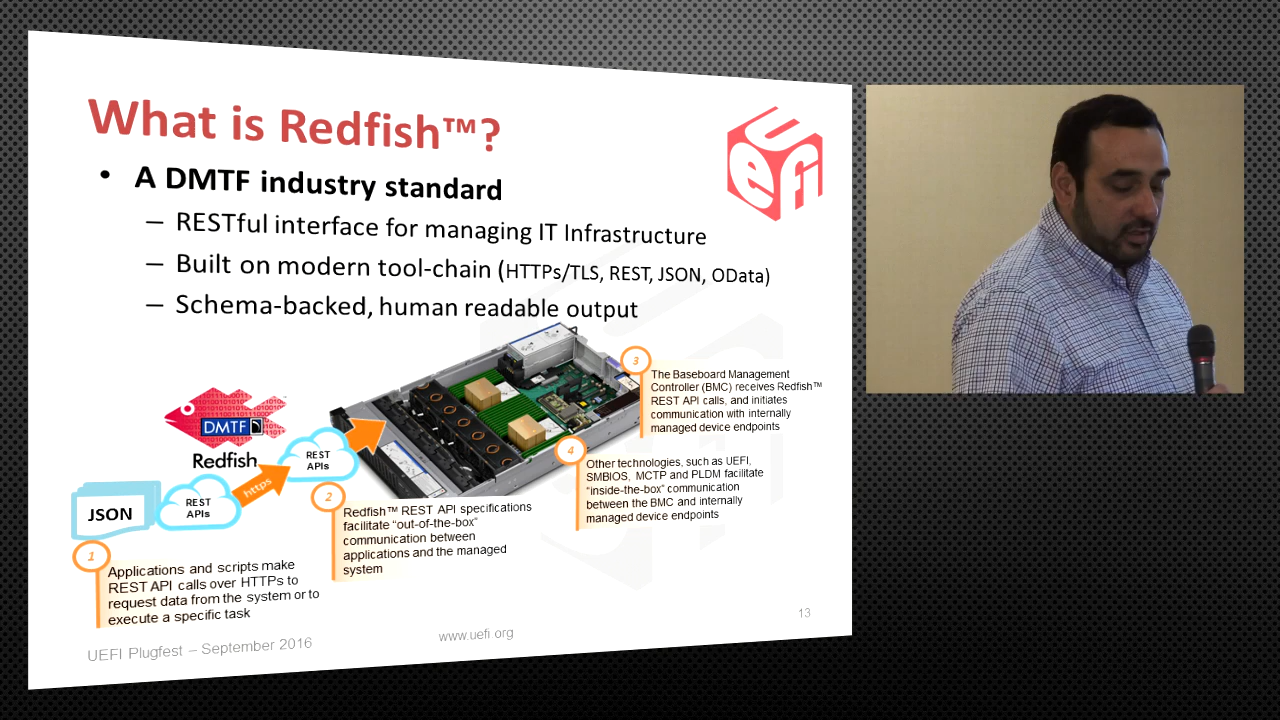 What is Redfish™?
uefi
• A DMTF industry standard
– RESTful interface for managing IT Infrastructure
– Built on modern tool-chain (HTTPs/TLS, REST, JSON, OData)
– Schema-backed, human readable output
DMTF
Redfish
JSON
REST
APIs
https
REST
APIs
1
Applications and scripts make
REST API calls over HTTPs to
request data from the system or to
execute a specific task
2
Redfish™ REST API specifications
facilitate “out-of-the-box”
communication between
applications and the managed
system
3
The Baseboard Management
Controller (BMC) receives Redfish™
REST API calls, and initiates
communication with internally
managed device endpoints
4
Other technologies, such as UEFI,
SMBIOS, MCTP and PLDM facilitate
“inside-the-box” communication
between the BMC and internally
managed device endpoints
UEFI Plugfest – September 2016
www.uefi.org
13